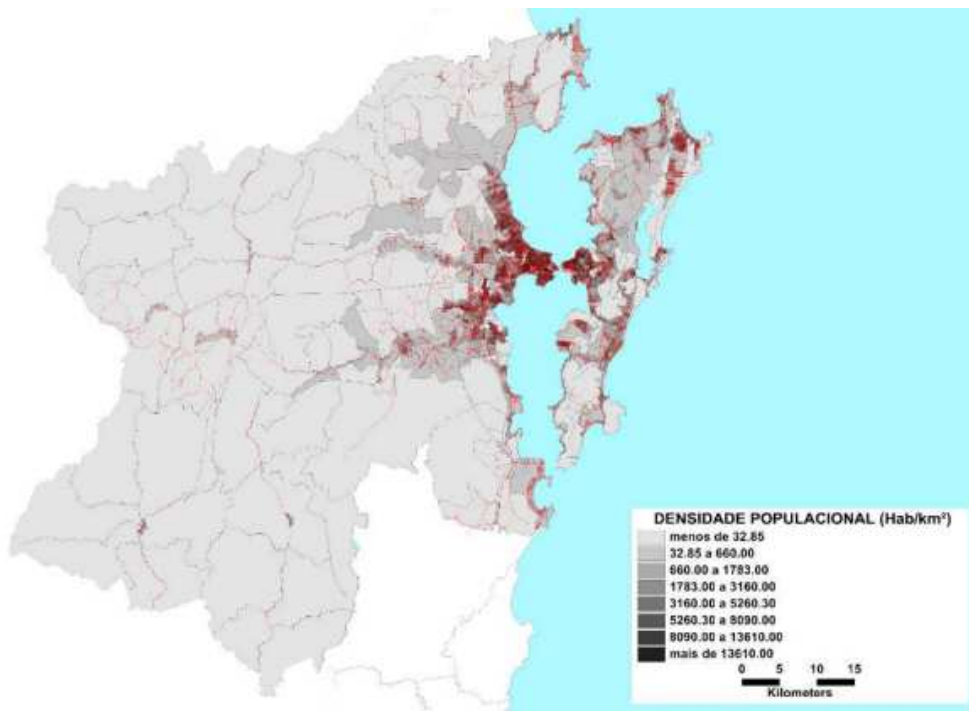 DENSIDADE POPULACIONAL (Hab/km²)
menos de 32.85
32.85 a 660.00
660.00 a 1783.00
1783.00 a 3160.00
3160.00 a 5260.30
5260.30 a 8090.00
8090.00 a 13610.00
mais de 13610.00
0 5 10 15
Kilometers